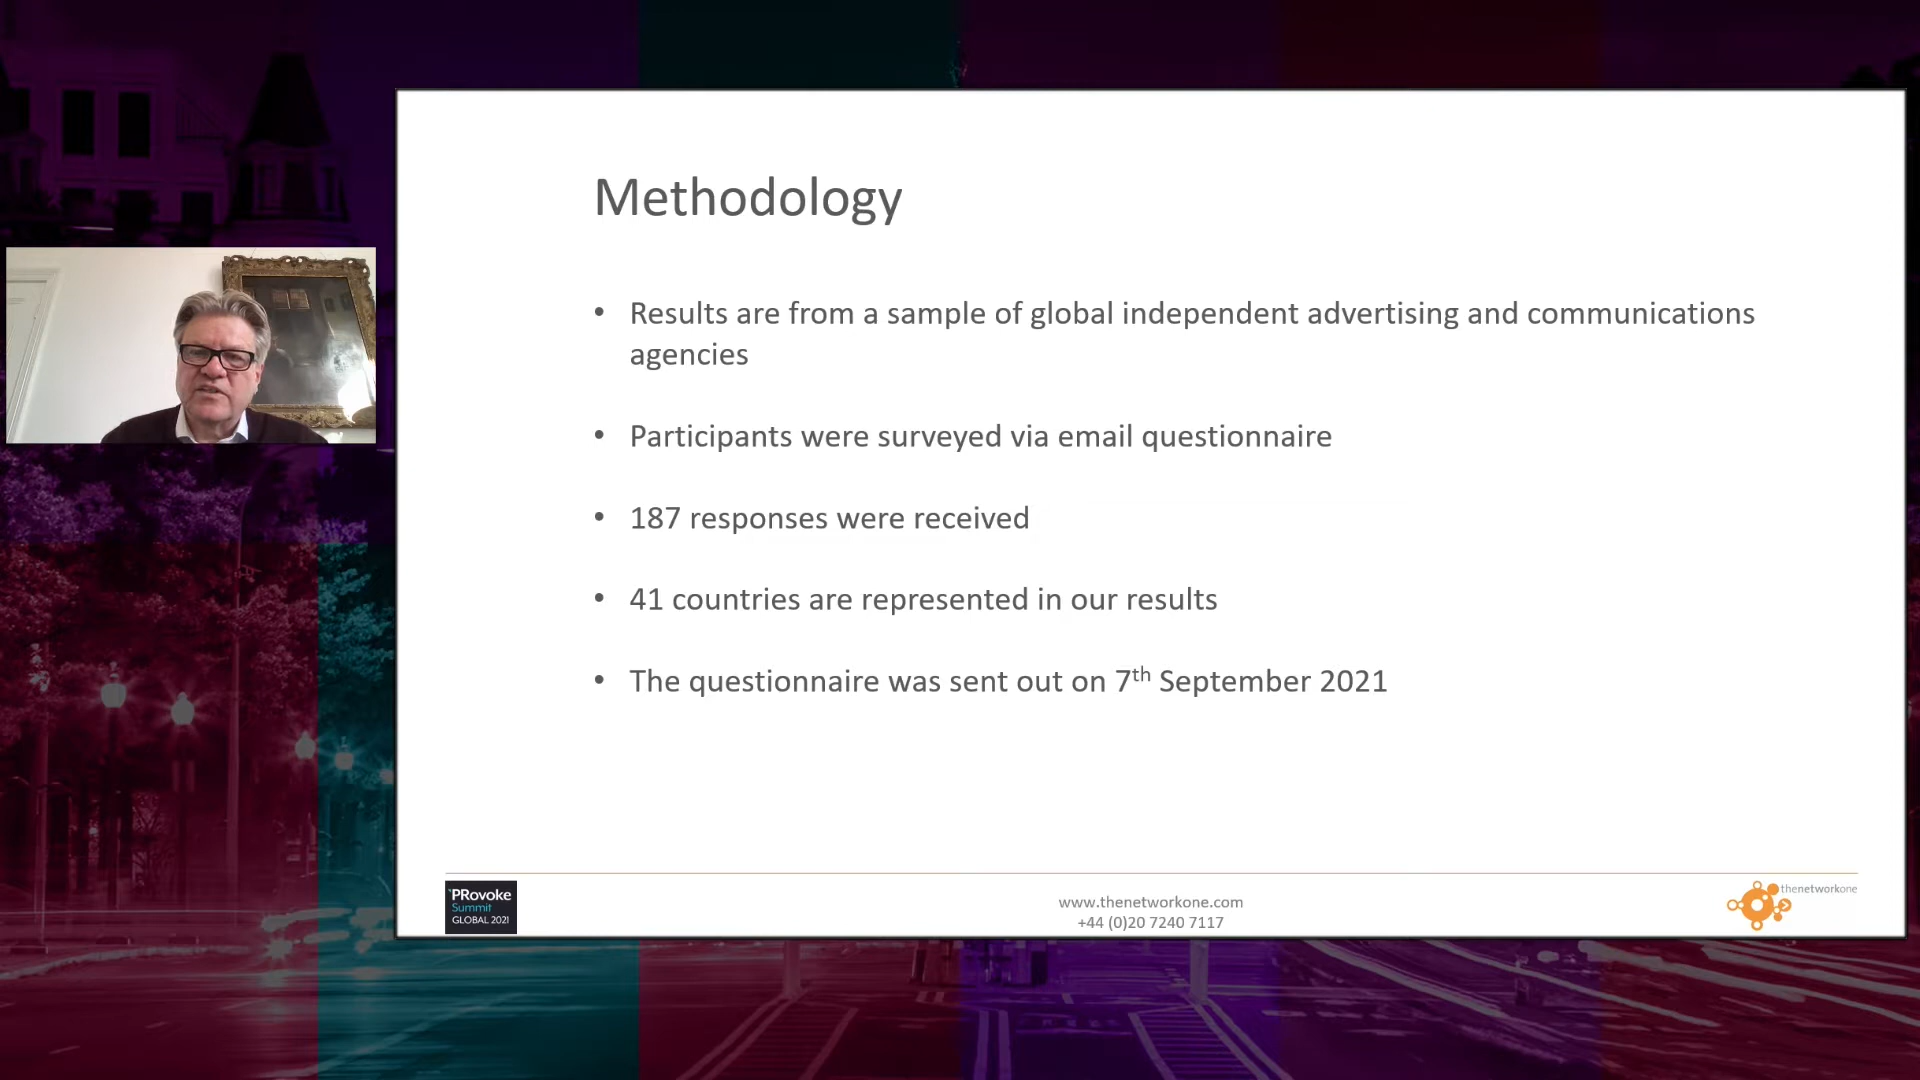 Methodology
• Results are from a sample of global independent advertising and communications
agencies
• Participants were surveyed via email questionnaire
• 187 responses were received
• 41 countries are represented in our results
• The questionnaire was sent out on 7th September 2021
PRovoke
Summit
GLOBAL 2021
www.thenetworkone.com
+44 (0)20 7240 7117
thenetworkone